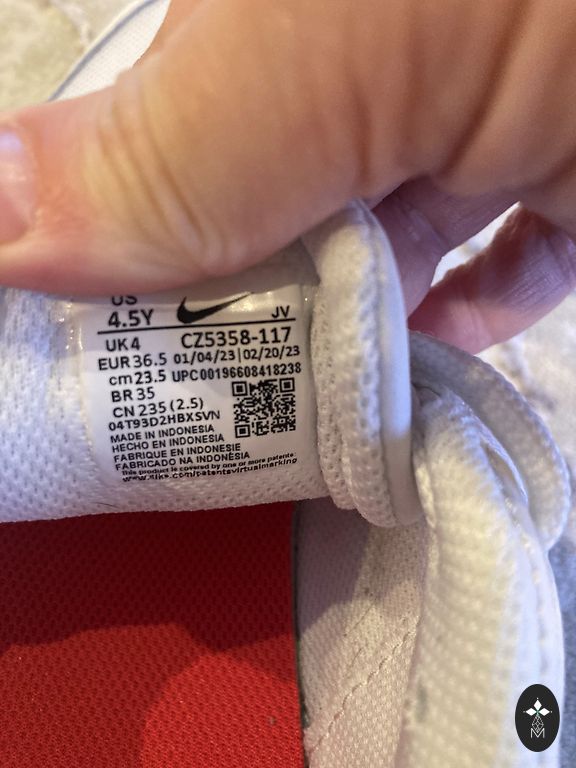 US
4.5Y JV
UK 4 CZ5358-117
EUR 36.5 01/04/23 | 02/20/23
cm 23.5 UPC00196608418238
BR 35
CN 235 (2.5)
04T93D2HBXSVN
MADE IN INDONESIA
HECHO EN INDONESIA
FABRIQUE EN INDONESIE
FABRICADO NA INDONÉSIA
This product is covered by one or more patents:
www.nike.com/patentsvirtualmarking
M